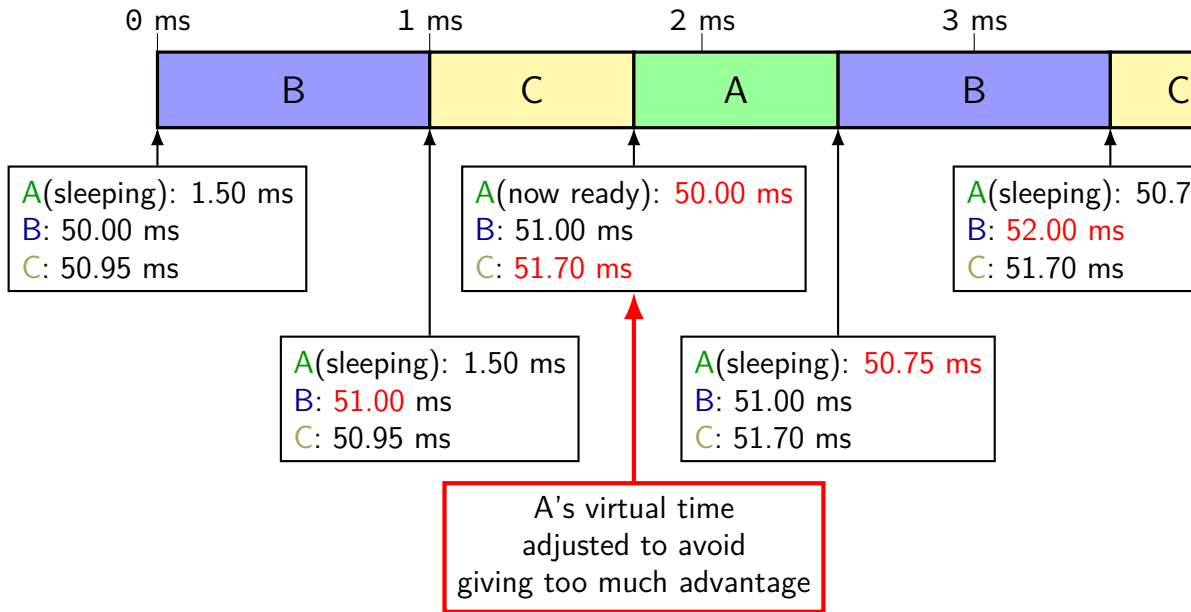 0 ms 1 ms 2 ms 3 ms
B C A B C
A(sleeping): 1.50 ms
B: 50.00 ms
C: 50.95 ms
A(now ready): 50.00 ms
B: 51.00 ms
C: 51.70 ms
A(sleeping): 50.7
B: 52.00 ms
C: 51.70 ms
A(sleeping): 1.50 ms
B: 51.00 ms
C: 50.95 ms
A(sleeping): 50.75 ms
B: 51.00 ms
C: 51.70 ms
A's virtual time
adjusted to avoid
giving too much advantage